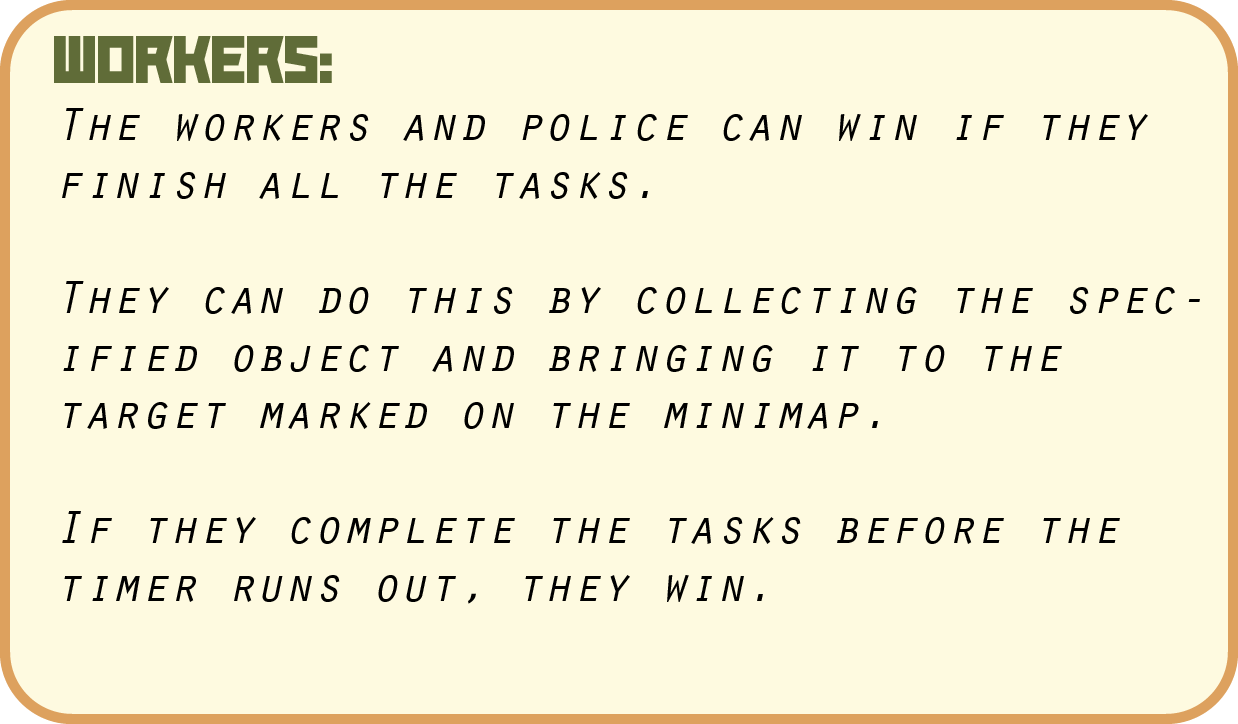 WORKERS:
The workers and police can win if they
finish all the tasks.
They can do this by collecting the spec-
ified object and bringing it to the
target marked on the minimap.
If they complete the tasks before the
timer runs out, they win.